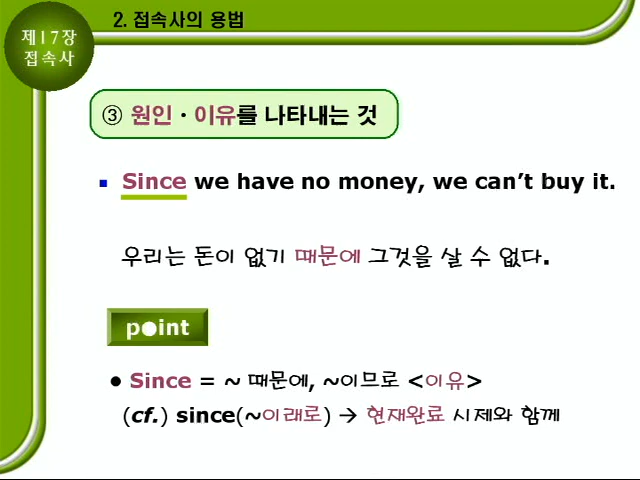 2. 접속사의 용법
제17장
접속사
③ 원인·이유를 나타내는 것
Since we have no money, we can't buy it.
우리는 돈이 없기 때문에 그것을 살 수 없다.
point
Since = ~ 때문에, ~이므로 <이유>
(cf.) since(~이래로) → 현재완료 시제와 함께